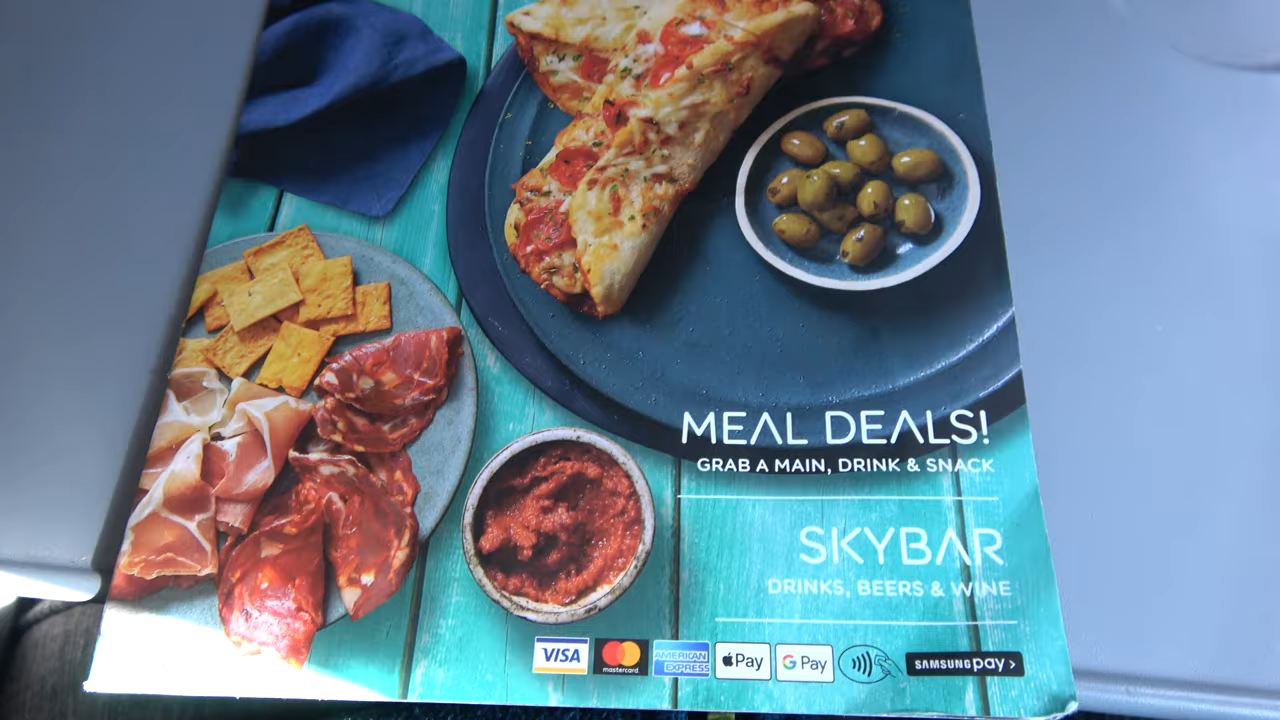 MEAL DEALS!
GRAB A MAIN, DRINK & SNACK
SKYBAR
DRINKS, BEERS & WINE
VISA mastercard AMERICAN EXPRESS Pay G Pay SAMSUNG pay